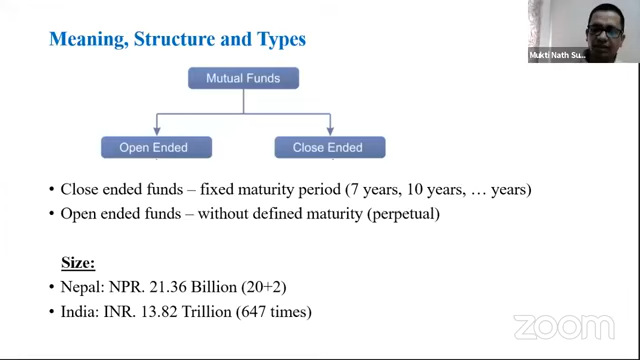 Meaning, Structure and Types
Mukti Nath Su...
Mutual Funds
Open Ended
Close Ended
• Close ended funds – fixed maturity period (7 years, 10 years, … years)
• Open ended funds – without defined maturity (perpetual)
Size:
• Nepal: NPR. 21.36 Billion (20+2)
• India: INR. 13.82 Trillion (647 times)
zoom